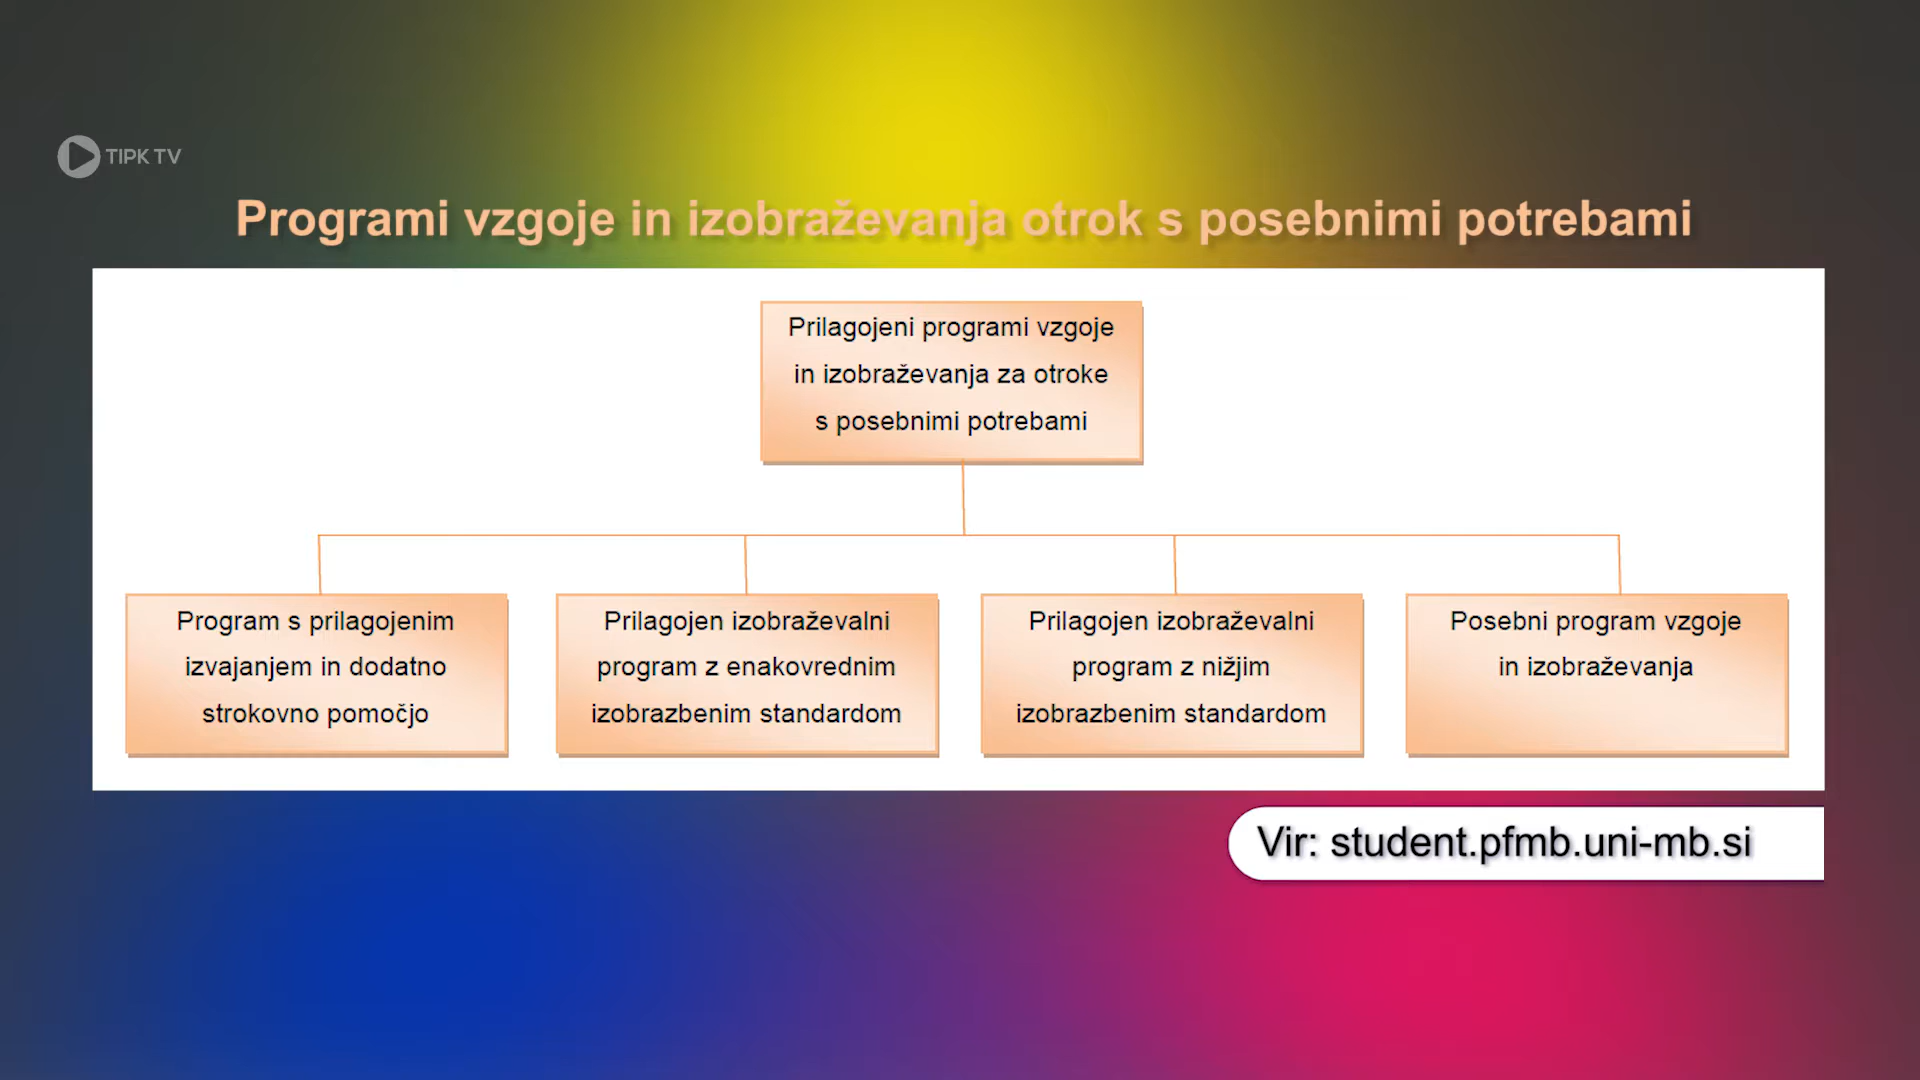 TIPK TV
Programi vzgoje in izobraževanja otrok s posebnimi potrebami
Prilagojeni programi vzgoje
in izobraževanja za otroke
s posebnimi potrebami
Program s prilagojenim
izvajanjem in dodatno
strokovno pomočjo
Prilagojen izobraževalni
program z enakovrednim
izobrazbenim standardom
Prilagojen izobraževalni
program z nižjim
izobrazbenim standardom
Posebni program vzgoje
in izobraževanja
Vir: student.pfmb.uni-mb.si